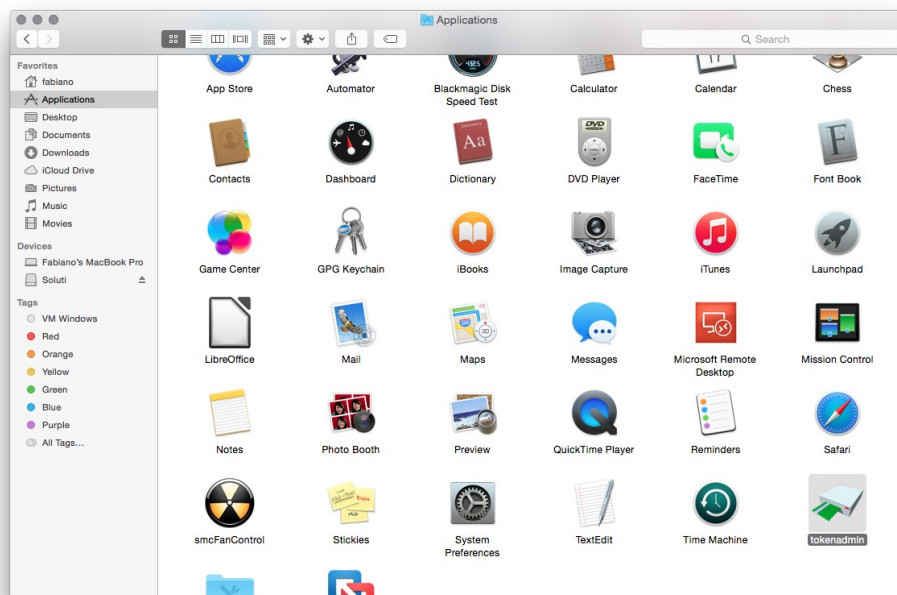 Applications
Search
Favorites
fabiano
Applications
Desktop
Documents
Downloads
iCloud Drive
Pictures
Music
Movies
Devices
Fabiano's MacBook Pro
Soluti
Tags
VM Windows
Red
Orange
Yellow
Green
Blue
Purple
All Tags...
App Store
Automator
Blackmagic Disk
Speed Test
Calculator
Calendar
Chess
Contacts
Dashboard
Dictionary
DVD Player
FaceTime
Font Book
Game Center
GPG Keychain
iBooks
Image Capture
iTunes
Launchpad
LibreOffice
Mail
Maps
Messages
Microsoft Remote
Desktop
Mission Control
Notes
Photo Booth
Preview
QuickTime Player
Reminders
Safari
smcFanControl
Stickies
System
Preferences
TextEdit
Time Machine
tokenadmin